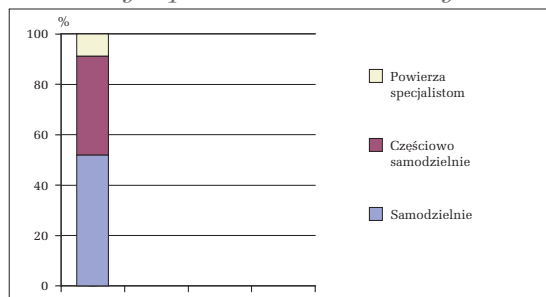 %
100
80
60
40
20
0
Powierza
specjalistom
Częściowo
samodzielnie
Samodzielnie